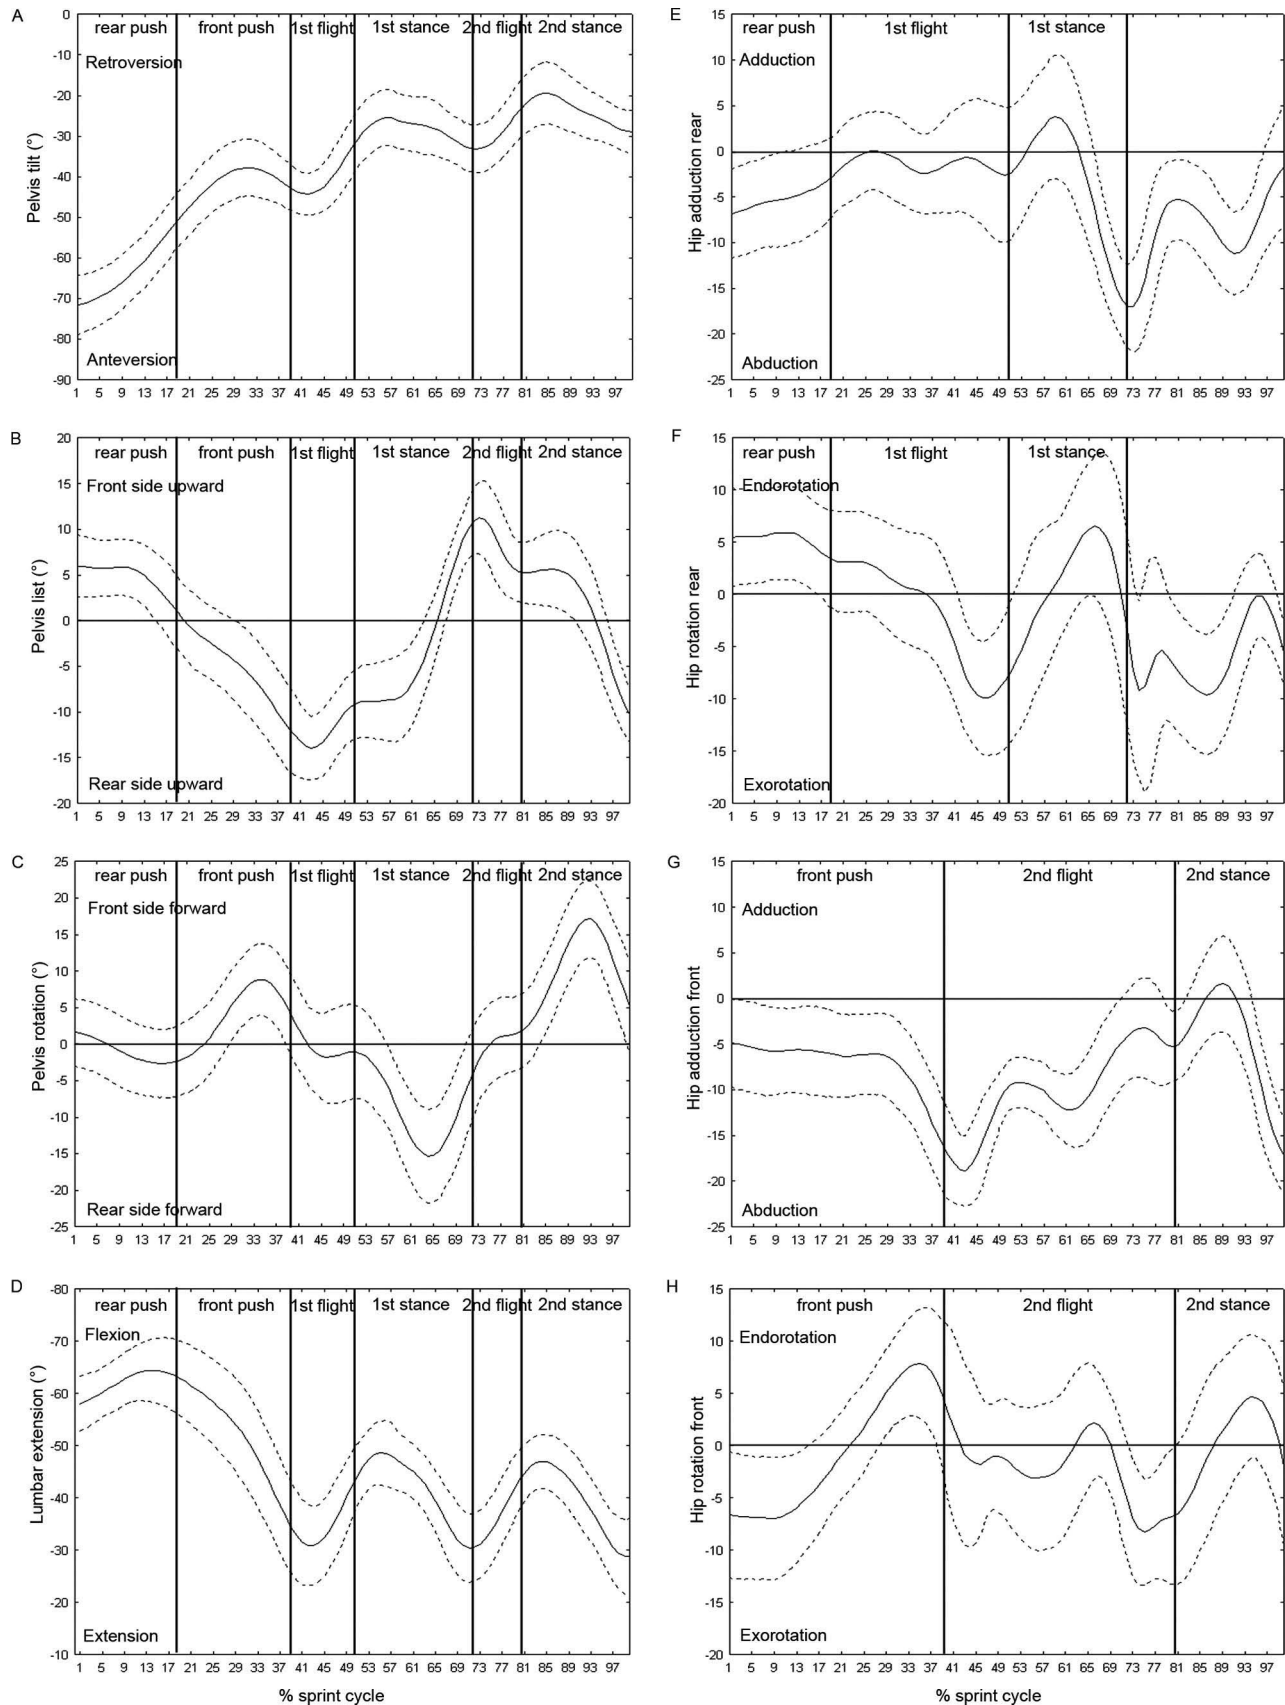 A
rear push front push 1st flight 1st stance 2nd flight 2nd stance
Retroversion
Pelvis tilt (°)
Anteversion
0
-10
-20
-30
-40
-50
-60
-70
-80
-90
1 5 9 13 17 21 25 29 33 37 41 45 49 53 57 61 65 69 73 77 81 85 89 93 97
B
rear push front push 1st flight 1st stance 2nd flight 2nd stance
Front side upward
Pelvis list (°)
Rear side upward
20
15
10
5
0
-5
-10
-15
-20
1 5 9 13 17 21 25 29 33 37 41 45 49 53 57 61 65 69 73 77 81 85 89 93 97
C
rear push front push 1st flight 1st stance 2nd flight 2nd stance
Front side forward
Pelvis rotation (°)
Rear side forward
25
20
15
10
5
0
-5
-10
-15
-20
-25
1 5 9 13 17 21 25 29 33 37 41 45 49 53 57 61 65 69 73 77 81 85 89 93 97
D
rear push front push 1st flight 1st stance 2nd flight 2nd stance
Flexion
Lumbar extension (°)
Extension
-80
-70
-60
-50
-40
-30
-20
-10
1 5 9 13 17 21 25 29 33 37 41 45 49 53 57 61 65 69 73 77 81 85 89 93 97
% sprint cycle
E
rear push 1st flight 1st stance
Adduction
Hip adduction rear
Abduction
15
10
5
0
-5
-10
-15
-20
-25
1 5 9 13 17 21 25 29 33 37 41 45 49 53 57 61 65 69 73 77 81 85 89 93 97
F
rear push 1st flight 1st stance
Endorotation
Hip rotation rear
Exorotation
15
10
5
0
-5
-10
-15
-20
1 5 9 13 17 21 25 29 33 37 41 45 49 53 57 61 65 69 73 77 81 85 89 93 97
G
front push 2nd flight 2nd stance
Adduction
Hip adduction front
Abduction
15
10
5
0
-5
-10
-15
-20
-25
1 5 9 13 17 21 25 29 33 37 41 45 49 53 57 61 65 69 73 77 81 85 89 93 97
H
front push 2nd flight 2nd stance
Endorotation
Hip rotation front
Exorotation
15
10
5
0
-5
-10
-15
-20
1 5 9 13 17 21 25 29 33 37 41 45 49 53 57 61 65 69 73 77 81 85 89 93 97
% sprint cycle